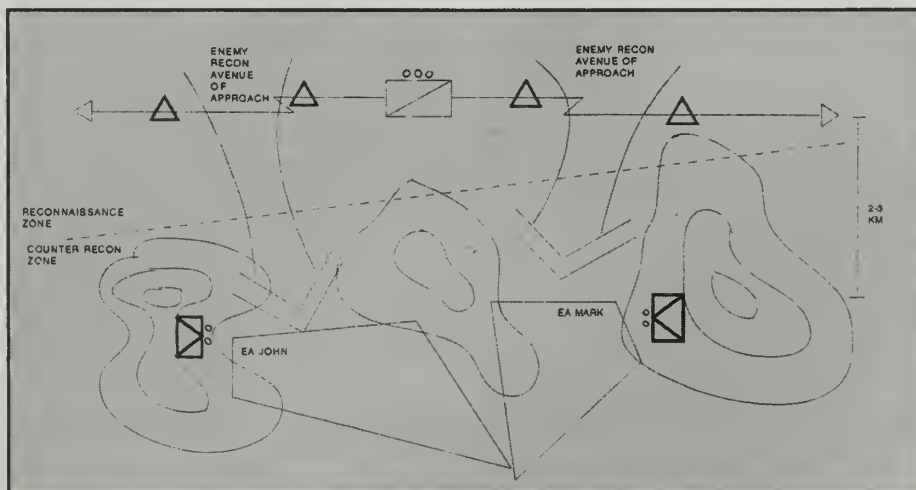 ENEMY
RECON
AVENUE
OF
APPROACH
ENEMY RECON
AVENUE OF
APPROACH
RECONNAISSANCE
ZONE
COUNTER RECON
ZONE
2-3
KM
EA JOHN
EA MARK